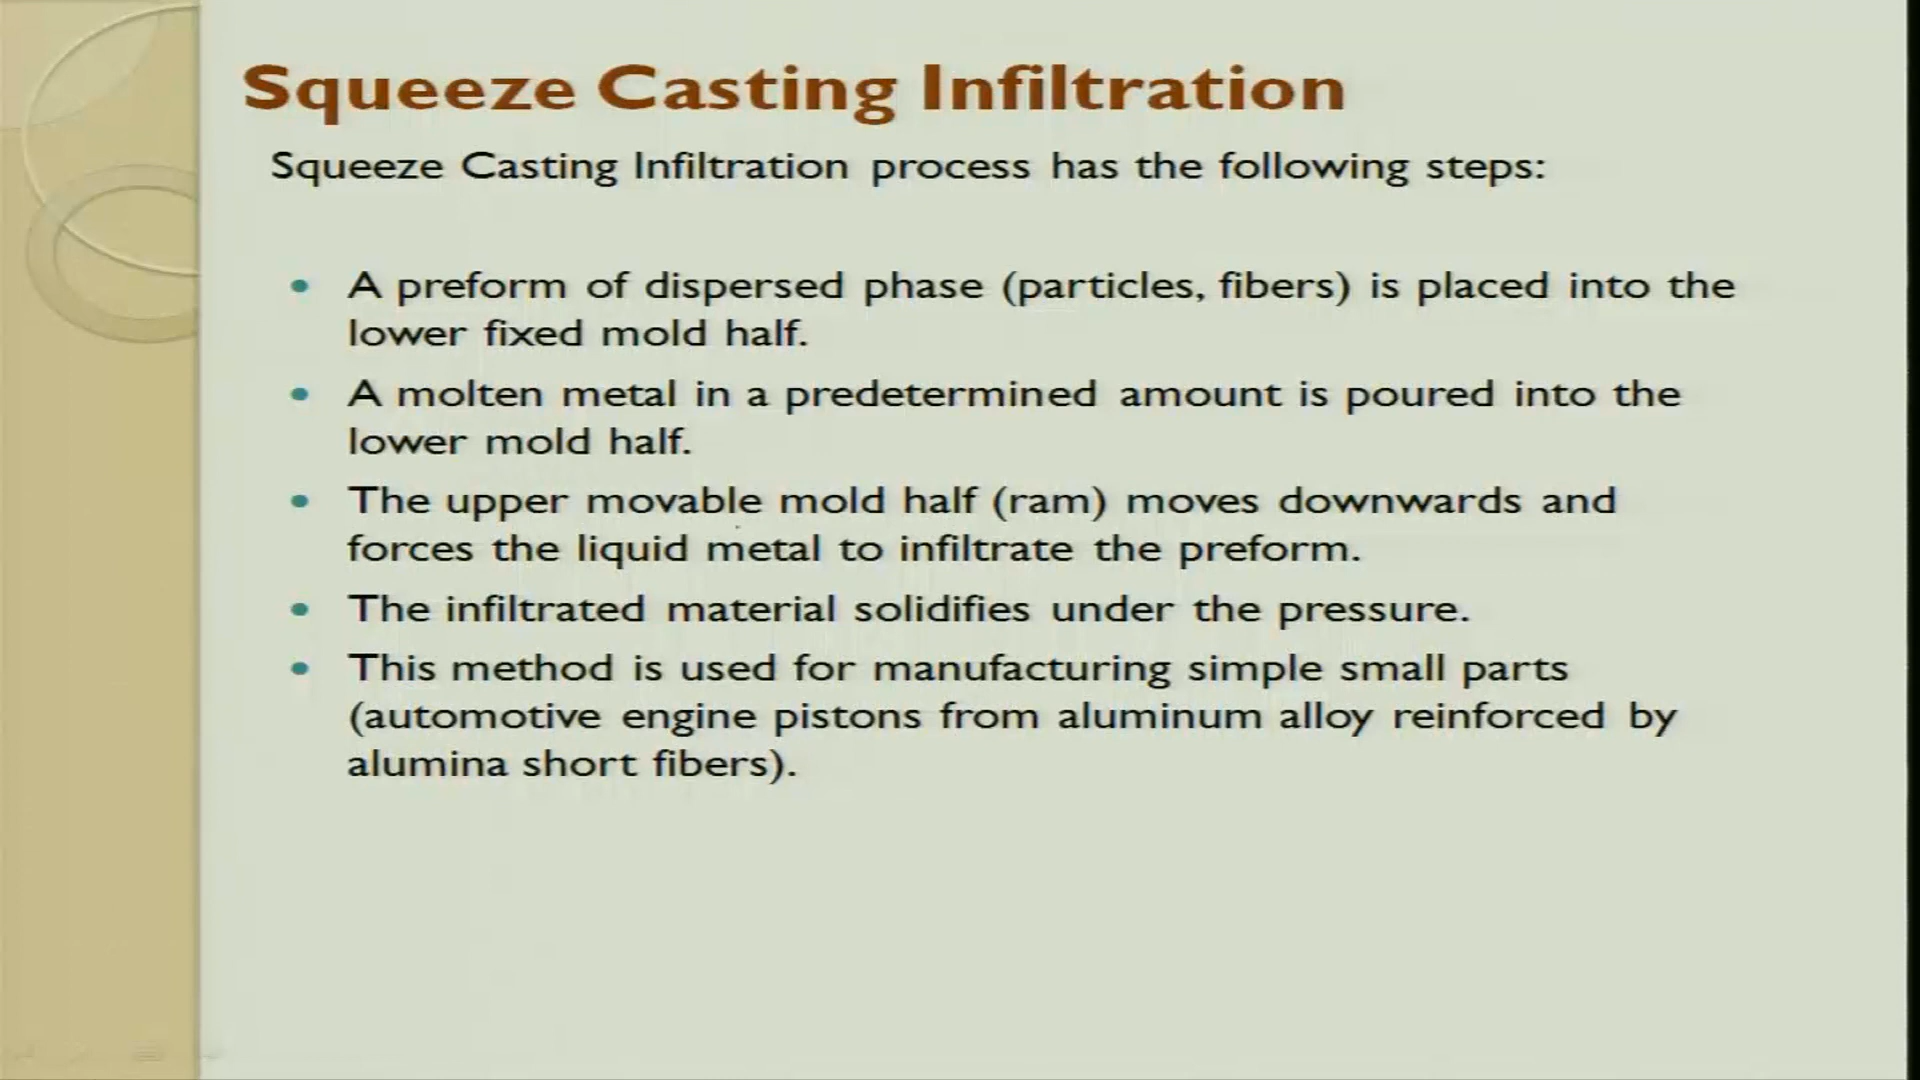 Squeeze Casting Infiltration
Squeeze Casting Infiltration process has the following steps:
• A preform of dispersed phase (particles, fibers) is placed into the
lower fixed mold half.
• A molten metal in a predetermined amount is poured into the
lower mold half.
• The upper movable mold half (ram) moves downwards and
forces the liquid metal to infiltrate the preform.
• The infiltrated material solidifies under the pressure.
• This method is used for manufacturing simple small parts
(automotive engine pistons from aluminum alloy reinforced by
alumina short fibers).